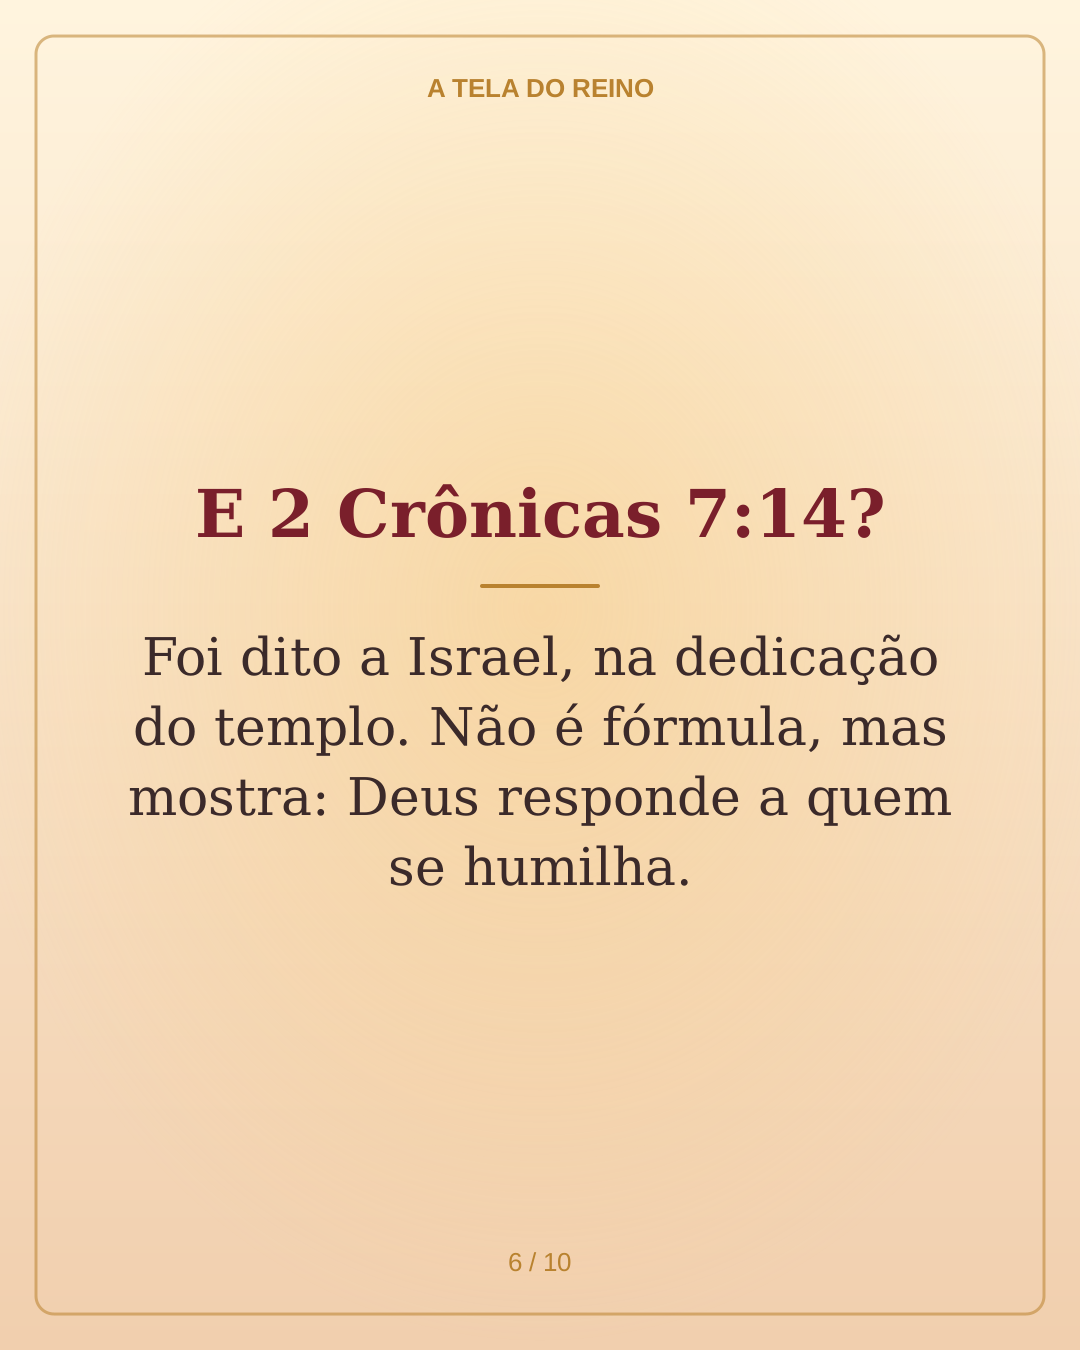 A TELA DO REINO
E 2 Crônicas 7:14?
Foi dito a Israel, na dedicação
do templo. Não é fórmula, mas
mostra: Deus responde a quem
se humilha.
6 / 10